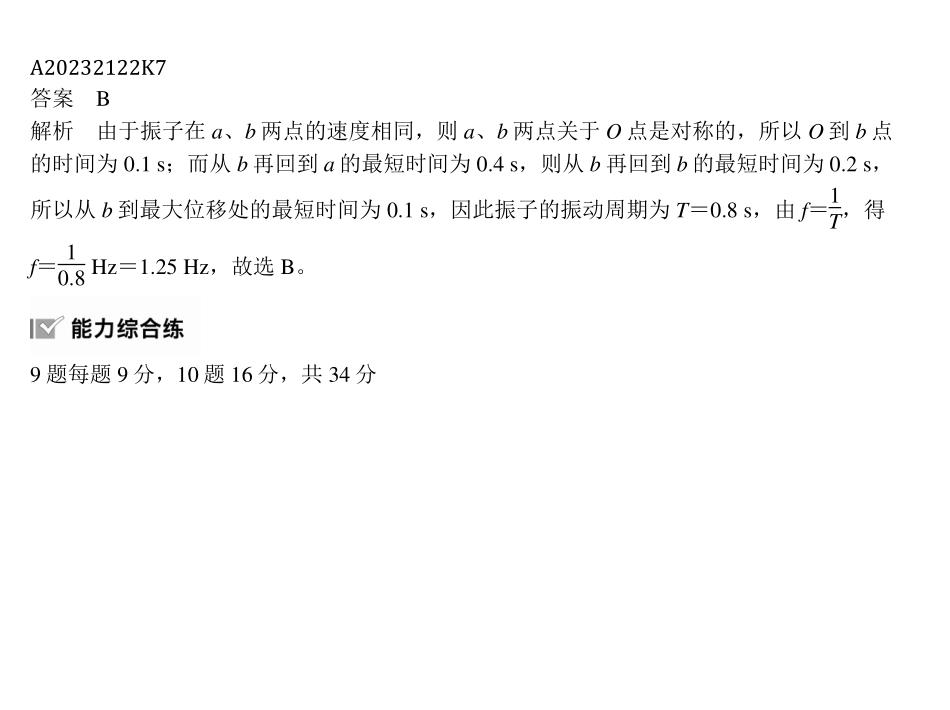 A20232122K7
答案　B
解析　由于振子在 a、b 两点的速度相同，则 a、b 两点关于 O 点是对称的，所以 O 到 b 点
的时间为 0.1 s；而从 b 再回到 a 的最短时间为 0.4 s，则从 b 再回到 b 的最短时间为 0.2 s，
所以从 b 到最大位移处的最短时间为 0.1 s，因此振子的振动周期为 T＝0.8 s，由 f＝1/T，得
f＝1/0.8 Hz＝1.25 Hz，故选 B。
能力综合练
9 题每题 9 分，10 题 16 分，共 34 分